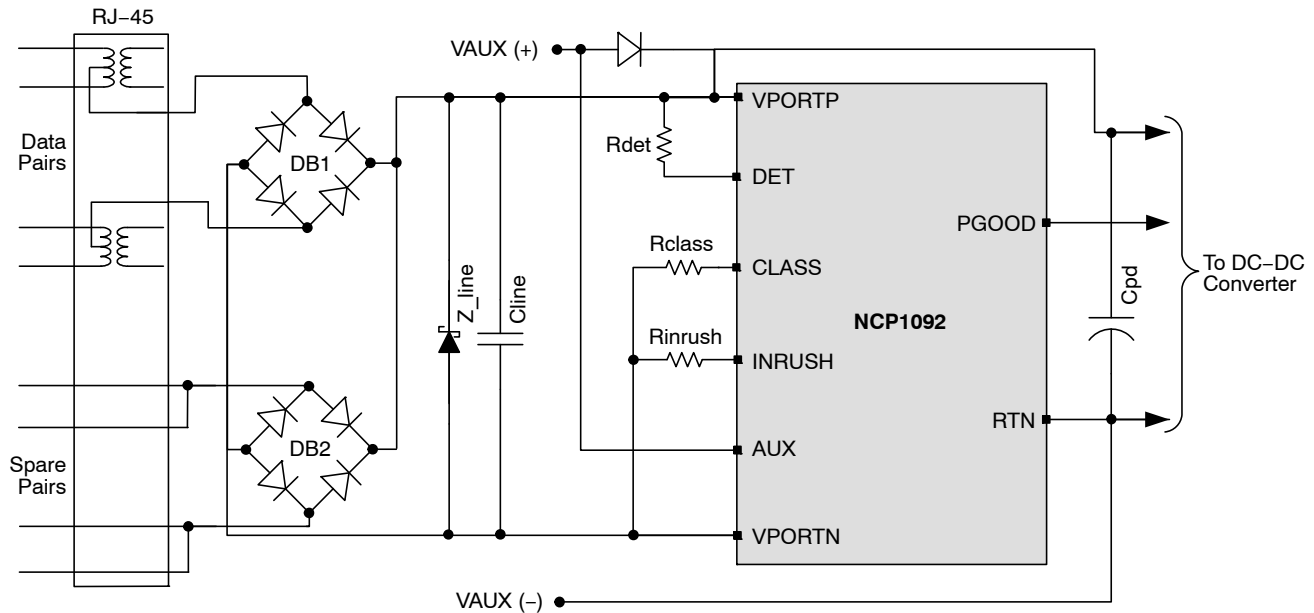 RJ−45
VAUX (+)
Data
Pairs
DB1
Rdet
VPORTP
DET
PGOOD
Rclass
CLASS
Z_line
Cline
Rinrush
INRUSH
NCP1092
Cpd
To DC−DC
Converter
RTN
Spare
Pairs
DB2
AUX
VPORTN
VAUX (−)